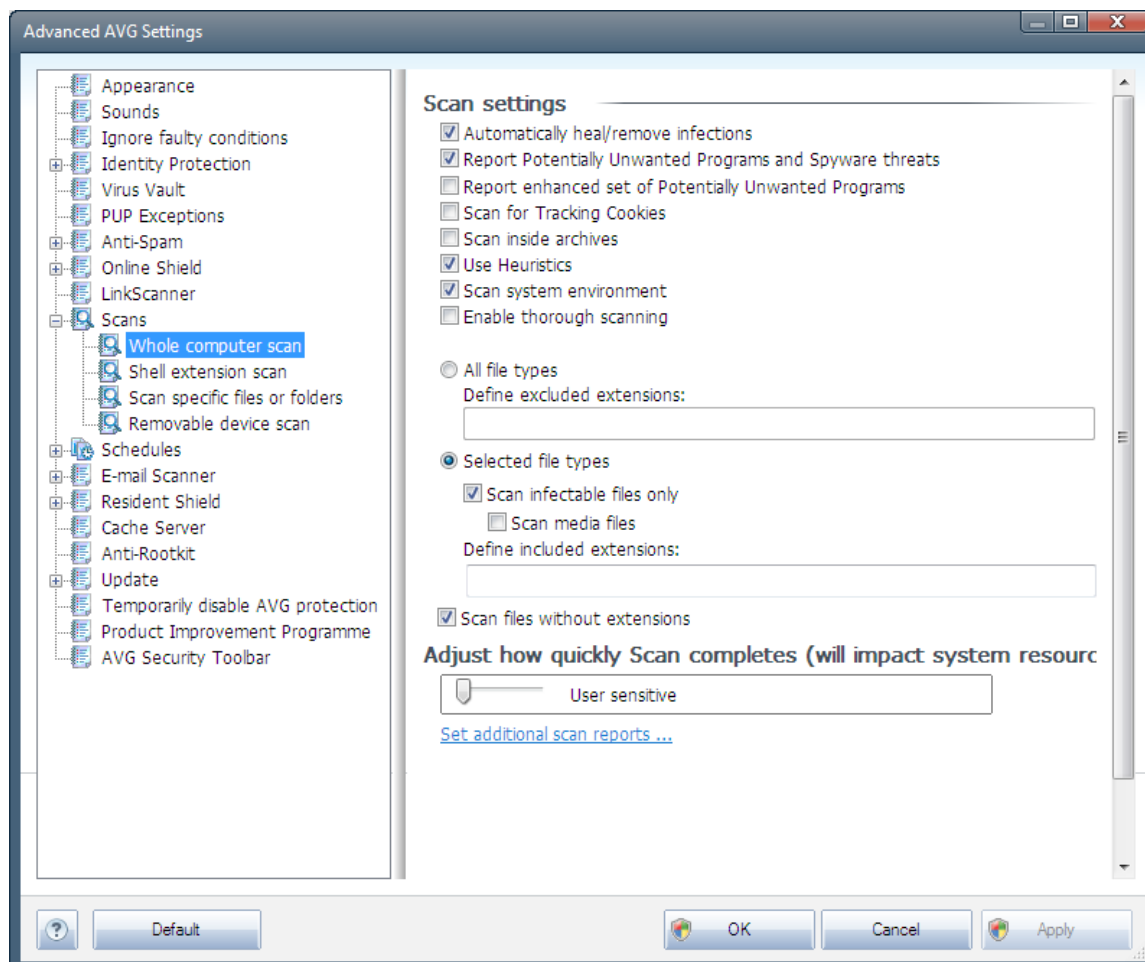 Advanced AVG Settings
Appearance
Sounds
Ignore faulty conditions
Identity Protection
Virus Vault
PUP Exceptions
Anti-Spam
Online Shield
LinkScanner
Scans
Whole computer scan
Shell extension scan
Scan specific files or folders
Removable device scan
Schedules
E-mail Scanner
Resident Shield
Cache Server
Anti-Rootkit
Update
Temporarily disable AVG protection
Product Improvement Programme
AVG Security Toolbar
Scan settings
Automatically heal/remove infections
Report Potentially Unwanted Programs and Spyware threats
Report enhanced set of Potentially Unwanted Programs
Scan for Tracking Cookies
Scan inside archives
Use Heuristics
Scan system environment
Enable thorough scanning
All file types
Define excluded extensions:
Selected file types
Scan infectable files only
Scan media files
Define included extensions:
Scan files without extensions
Adjust how quickly Scan completes (will impact system resourc
User sensitive
Set additional scan reports ...
?
Default
OK
Cancel
Apply